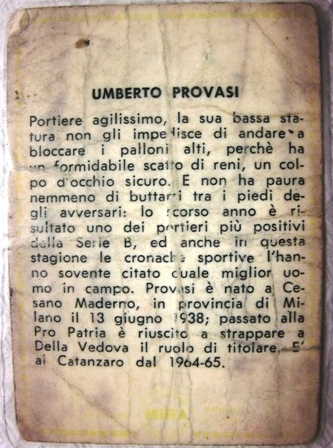 UMBERTO PROVASI
Portiere agilissimo, la sua bassa sta-
tura non gli impedisce di andare a
bloccare i palloni alti, perchè ha
un formidabile scatto di reni, un col-
po d'occhio sicuro. E non ha paura
nemmeno di buttarsi tra i piedi de-
gli avversari: lo scorso anno è ri-
sultato uno dei portieri più positivi
della Serie B, ed anche in questa
stagione le cronache sportive l'han-
no sovente citato quale miglior uo-
mo in campo. Provasi è nato a Ce-
sano Maderno, in provincia di Mi-
lano il 13 giugno 1938; passato alla
Pro Patria è riuscito a strappare a
Della Vedova il ruolo di titolare. E'
al Catanzaro dal 1964-65.
MIRA